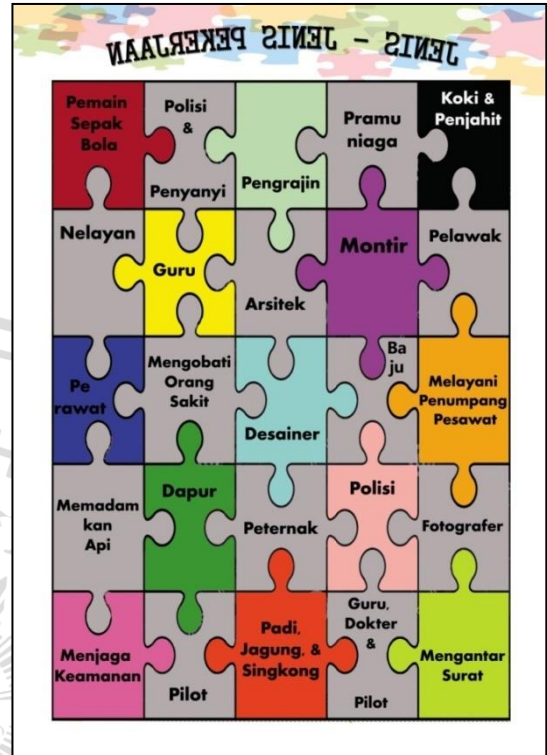 JENIS - JENIS PEKERJAAN
Pemain
Sepak
Bola
Polisi
&
Penyanyi
Pengrajin
Pramu
niaga
Koki &
Penjahit
Nelayan
Guru
Arsitek
Montir
Pelawak
Pe
rawat
Mengobati
Orang
Sakit
Desainer
Ba
ju
Melayani
Penumpang
Pesawat
Memadam
kan
Api
Dapur
Peternak
Polisi
Fotografer
Menjaga
Keamanan
Pilot
Padi,
Jagung, &
Singkong
Guru,
Dokter
&
Pilot
Mengantar
Surat